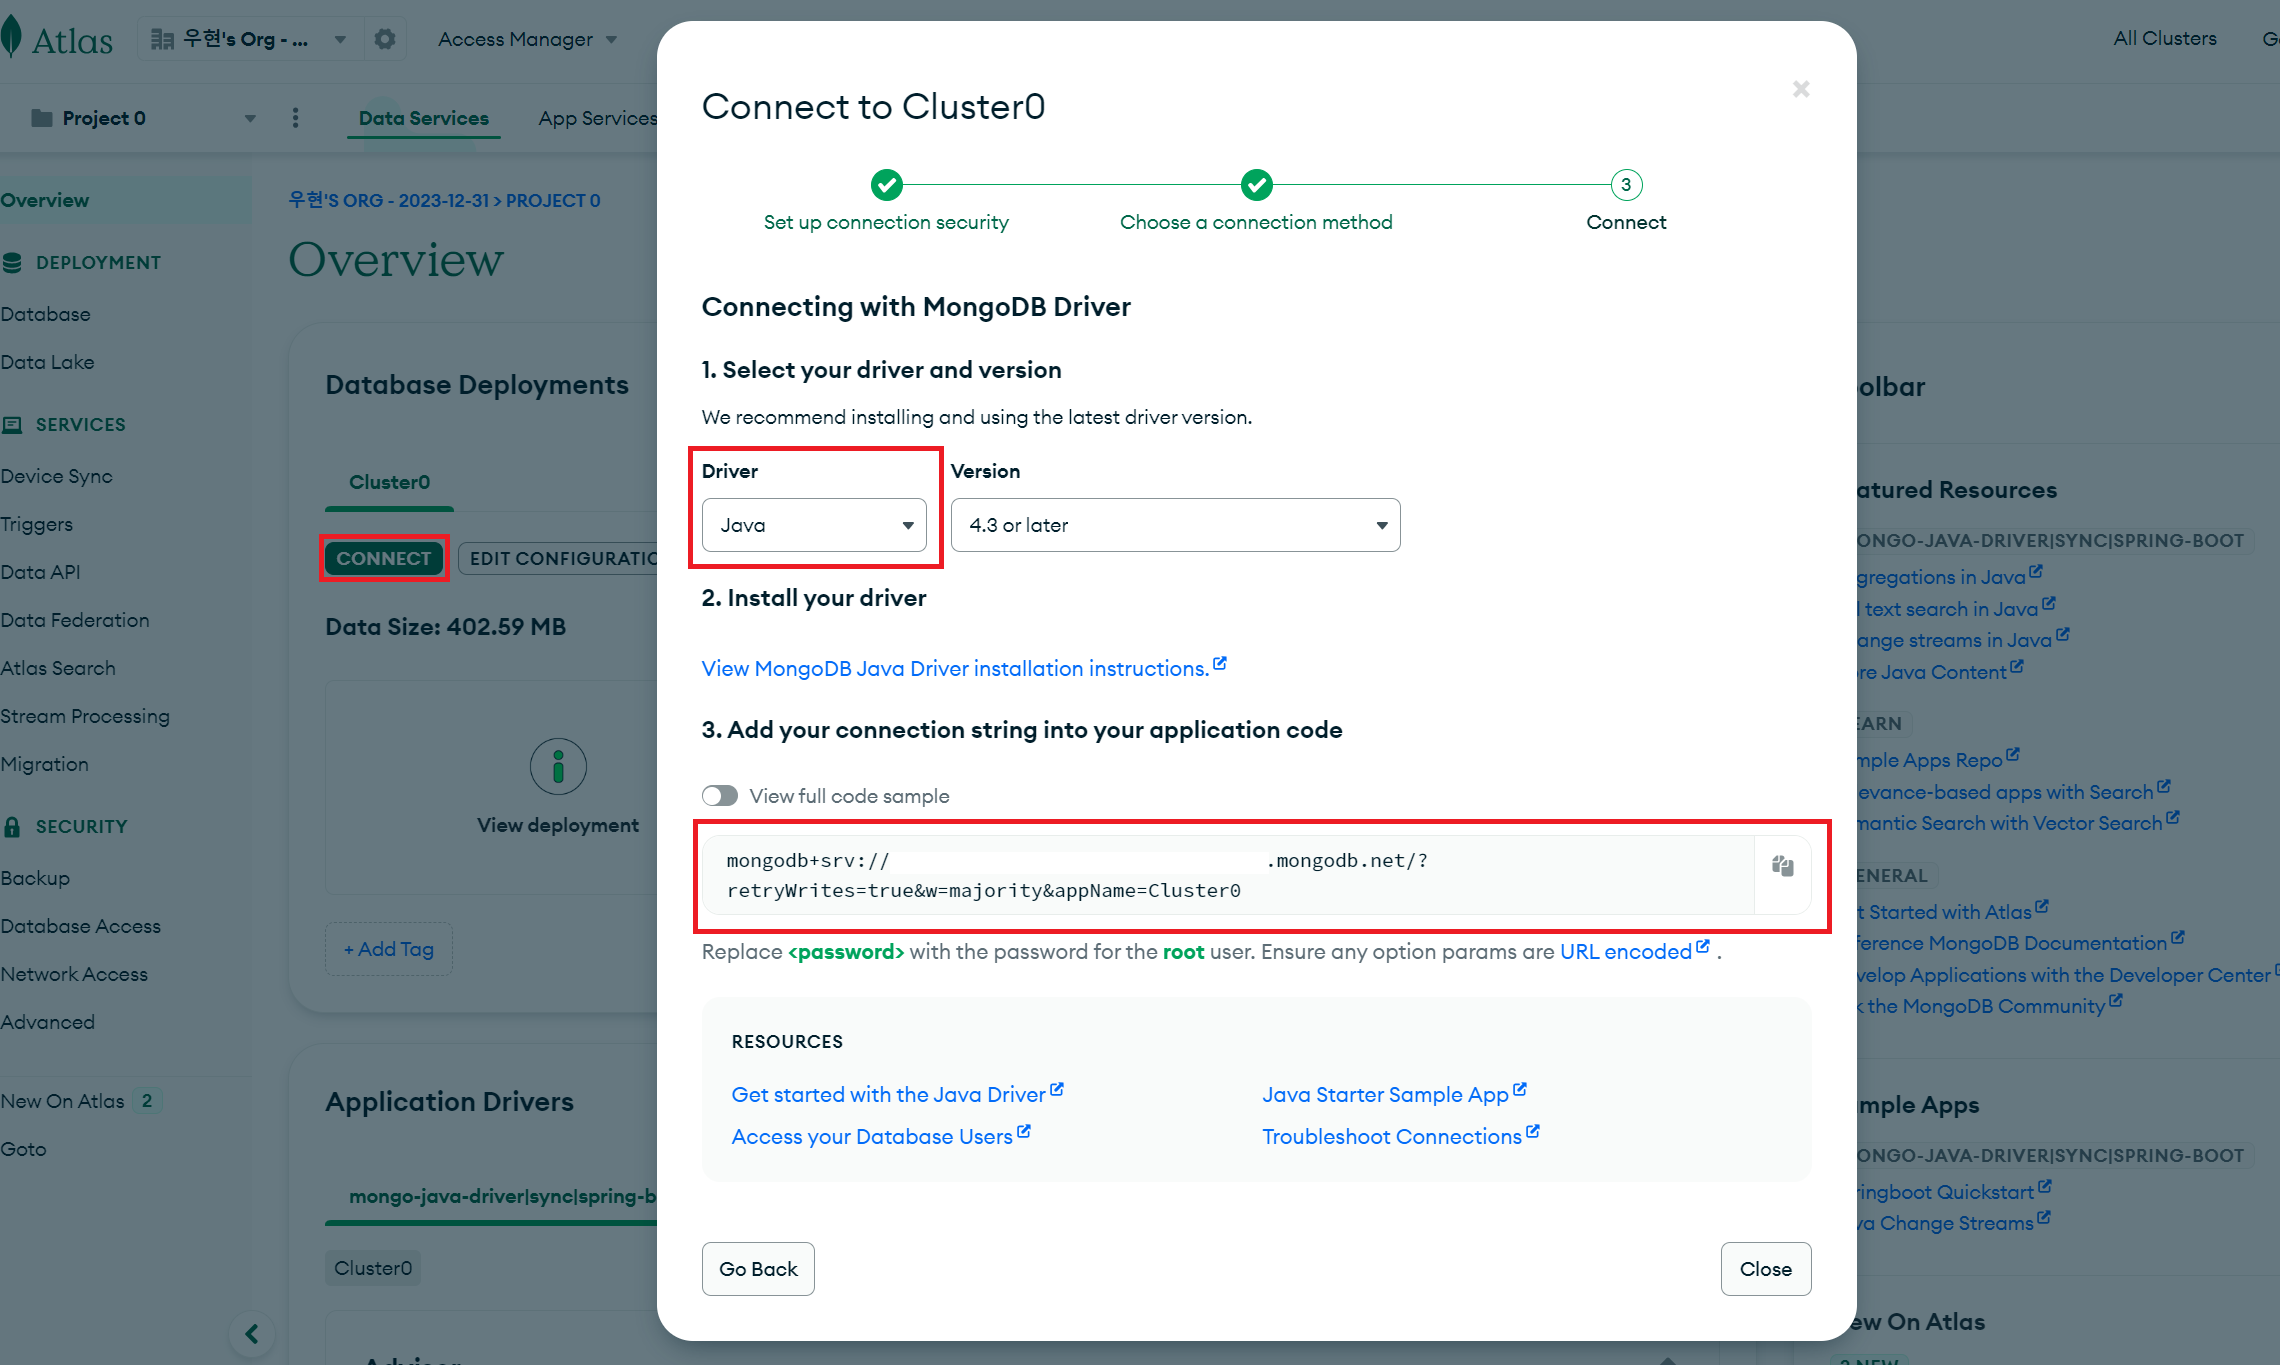 Atlas
우현's Org - ...
Access Manager
All Clusters
Project 0
Data Services
App Services
Overview
DEPLOYMENT
Database
Data Lake
SERVICES
Device Sync
Triggers
Data API
Data Federation
Atlas Search
Stream Processing
Migration
SECURITY
Backup
Database Access
Network Access
Advanced
New On Atlas 2
Goto
우현'S ORG - 2023-12-31 > PROJECT 0
Overview
Database Deployments
Cluster0
CONNECT
EDIT CONFIGURATIO
Data Size: 402.59 MB
View deployment
+ Add Tag
Application Drivers
mongo-java-driver|sync|spring-b
Cluster0
Connect to Cluster0
3
Set up connection security
Choose a connection method
Connect
Connecting with MongoDB Driver
1. Select your driver and version
We recommend installing and using the latest driver version.
Driver
Version
Java
4.3 or later
2. Install your driver
View MongoDB Java Driver installation instructions.
3. Add your connection string into your application code
View full code sample
mongodb+srv:// .mongodb.net/?
retryWrites=true&w=majority&appName=Cluster0
Replace <password> with the password for the root user. Ensure any option params are URL encoded .
RESOURCES
Get started with the Java Driver
Java Starter Sample App
Access your Database Users
Troubleshoot Connections
Go Back
Close
olbar
atured Resources
ONGO-JAVA-DRIVER|SYNC|SPRING-BOOT
gregations in Java
l text search in Java
ange streams in Java
re Java Content
EARN
mple Apps Repo
evance-based apps with Search
mantic Search with Vector Search
ENERAL
t Started with Atlas
ference MongoDB Documentation
velop Applications with the Developer Center
k the MongoDB Community
mple Apps
ONGO-JAVA-DRIVER|SYNC|SPRING-BOOT
ringboot Quickstart
va Change Streams
ew On Atlas